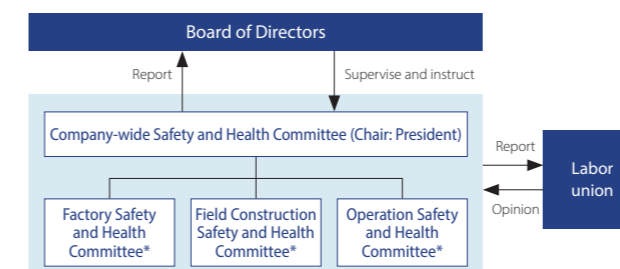 Board of Directors
Report
Supervise and instruct
Company-wide Safety and Health Committee (Chair: President)
Report
Labor
union
Opinion
Factory Safety
and Health
Committee*
Field Construction
Safety and Health
Committee*
Operation Safety
and Health
Committee*